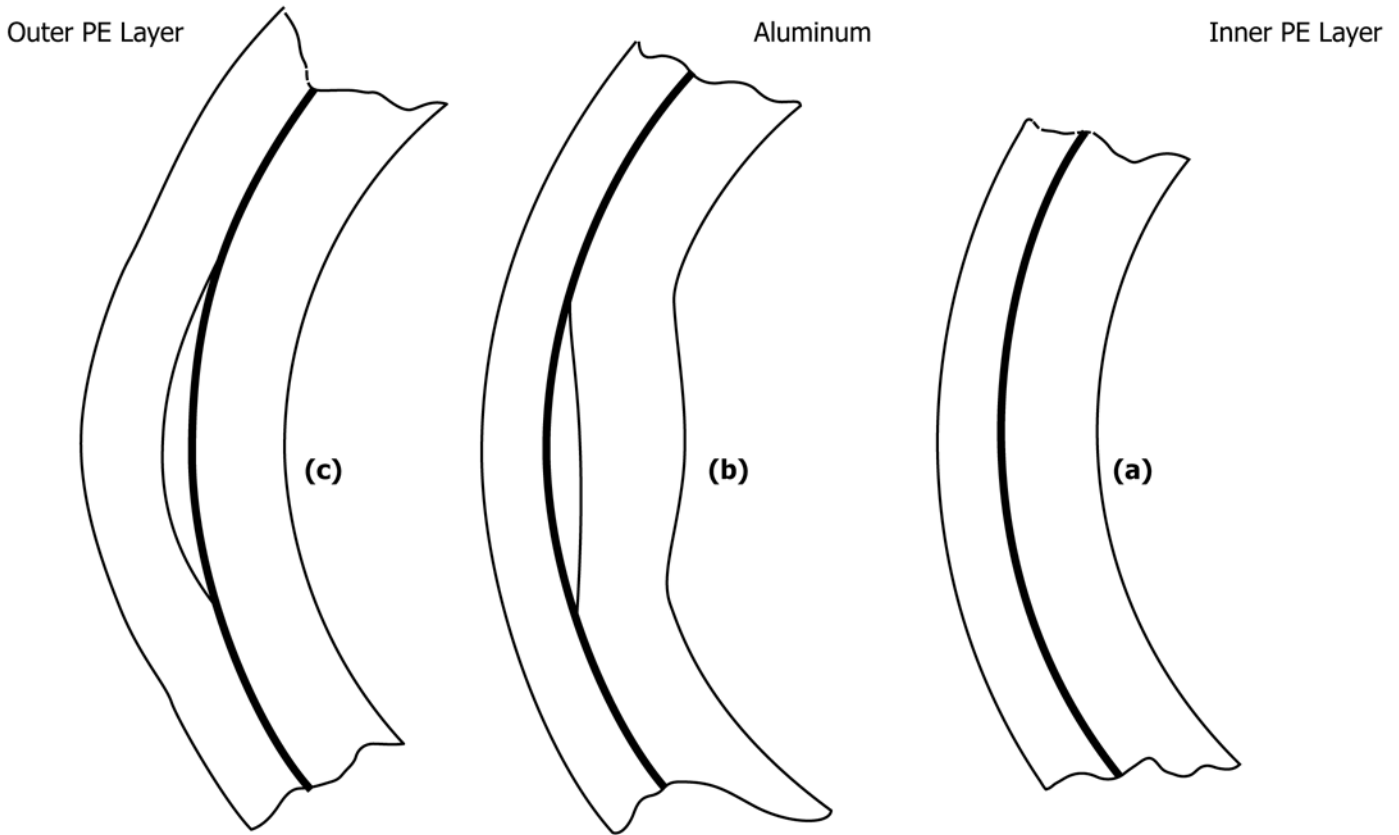 Outer PE Layer
Aluminum
Inner PE Layer
(c)
(b)
(a)